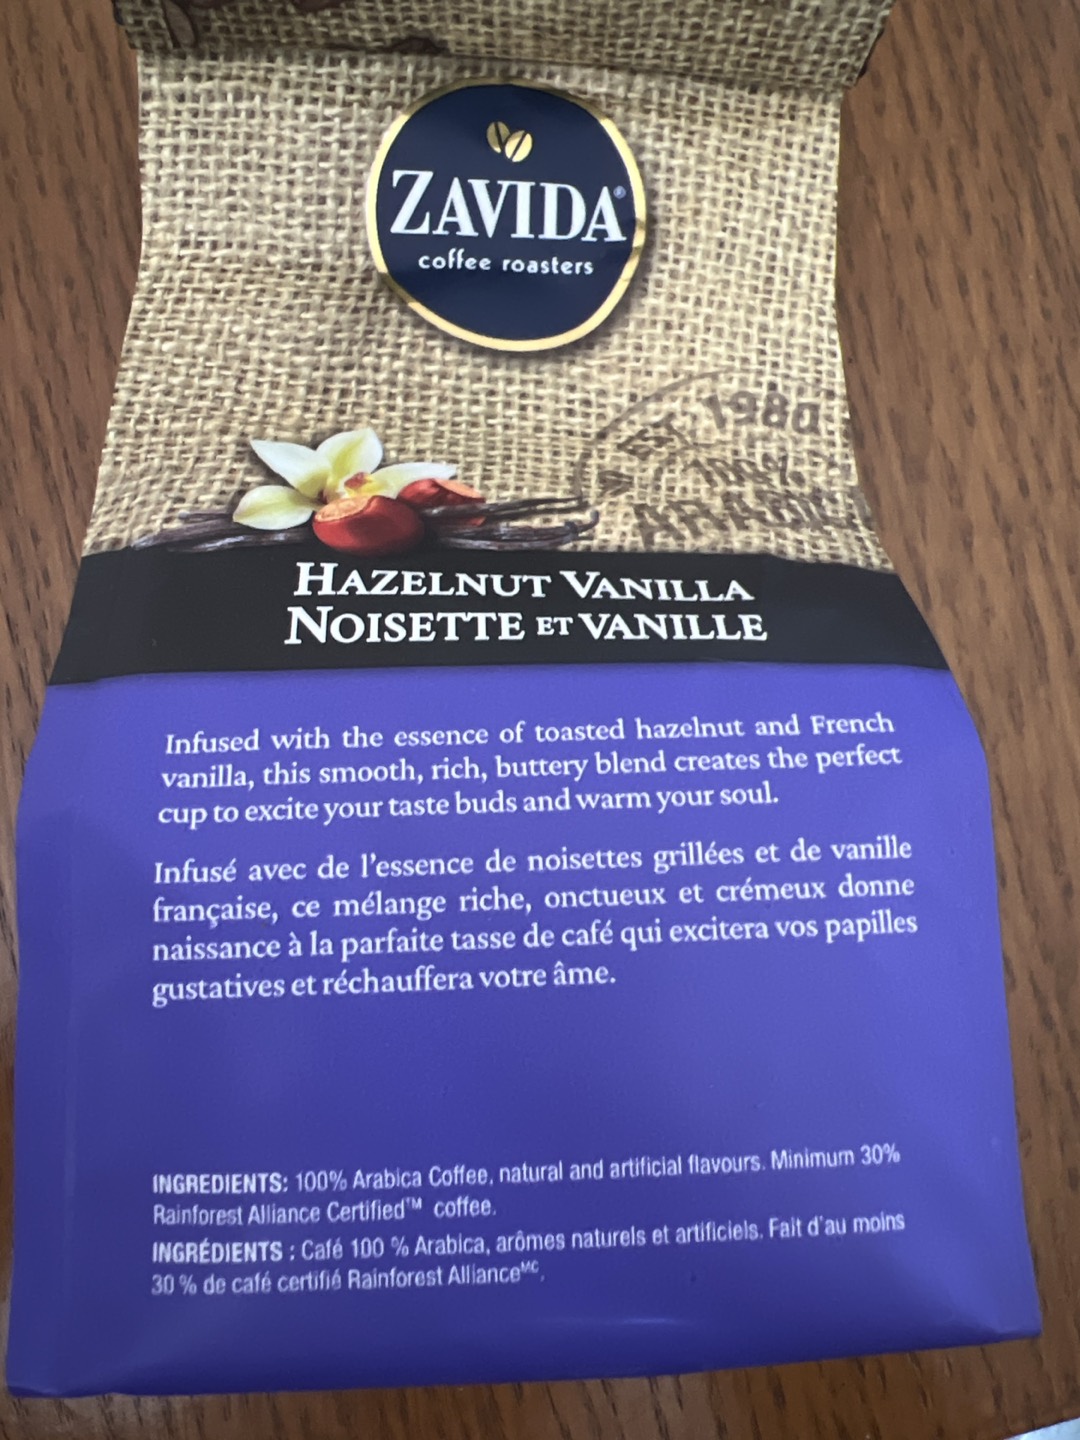 ZAVIDA®
coffee roasters
EST. 1980
100%
HAZELNUT VANILLA
NOISETTE ET VANILLE
Infused with the essence of toasted hazelnut and French
vanilla, this smooth, rich, buttery blend creates the perfect
cup to excite your taste buds and warm your soul.
Infusé avec de l'essence de noisettes grillées et de vanille
française, ce mélange riche, onctueux et crémeux donne
naissance à la parfaite tasse de café qui excitera vos papilles
gustatives et réchauffera votre âme.
INGREDIENTS: 100% Arabica Coffee, natural and artificial flavours. Minimum 30%
Rainforest Alliance Certified™ coffee.
INGRÉDIENTS : Café 100 % Arabica, arômes naturels et artificiels. Fait d'au moins
30 % de café certifié Rainforest Alliance<sup>MC</sup>.